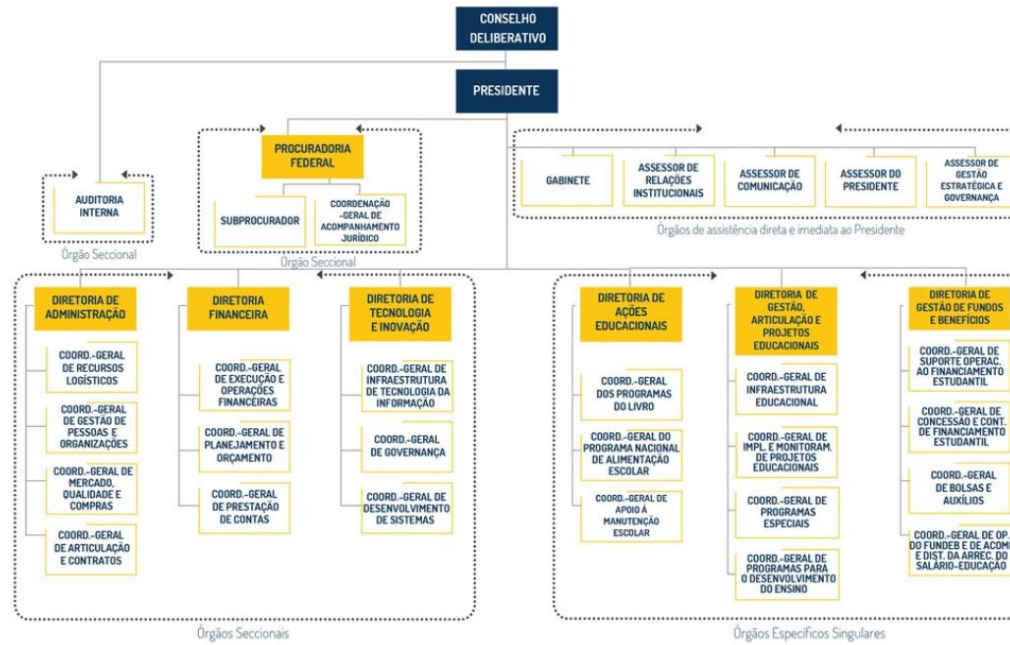 CONSELHO
DELIBERATIVO
PRESIDENTE
PROCURADORIA
FEDERAL
AUDITORIA
INTERNA
Órgão Seccional
SUBPROCURADOR
COORDENAÇÃO
-GERAL DE
ACOMPANHAMENTO
JURÍDICO
Órgão Seccional
GABINETE
ASSESSOR DE
RELAÇÕES
INSTITUCIONAIS
ASSESSOR DE
COMUNICAÇÃO
ASSESSOR DO
PRESIDENTE
ASSESSOR DE
GESTÃO
ESTRATÉGICA E
GOVERNANÇA
Órgãos de assistência direta e imediata ao Presidente
DIRETORIA DE
ADMINISTRAÇÃO
COORD.-GERAL
DE RECURSOS
LOGÍSTICOS
COORD.-GERAL
DE GESTÃO DE
PESSOAS E
ORGANIZAÇÕES
COORD.-GERAL DE
MERCADO,
QUALIDADE E
COMPRAS
COORD.-GERAL
DE ARTICULAÇÃO
E CONTRATOS
DIRETORIA
FINANCEIRA
COORD.-GERAL
DE EXECUÇÃO E
OPERAÇÕES
FINANCEIRAS
COORD.-GERAL DE
PLANEJAMENTO E
ORÇAMENTO
COORD.-GERAL
DE PRESTAÇÃO
DE CONTAS
DIRETORIA DE
TECNOLOGIA
E INOVAÇÃO
COORD.-GERAL DE
INFRAESTRUTURA
DE TECNOLOGIA DA
INFORMAÇÃO
COORD.-GERAL
DE GOVERNANÇA
COORD.-GERAL DE
DESENVOLVIMENTO
DE SISTEMAS
Órgãos Seccionais
DIRETORIA DE
AÇÕES
EDUCACIONAIS
COORD.-GERAL
DOS PROGRAMAS
DO LIVRO
COORD.-GERAL DO
PROGRAMA NACIONAL
DE ALIMENTAÇÃO
ESCOLAR
COORD.-GERAL DE
APOIO Á
MANUTENÇÃO
ESCOLAR
DIRETORIA DE
GESTÃO,
ARTICULAÇÃO E
PROJETOS
EDUCACIONAIS
COORD.-GERAL DE
INFRAESTRUTURA
EDUCACIONAL
COORD.-GERAL DE
IMPL. E MONITORAM.
DE PROJETOS
EDUCACIONAIS
COORD.-GERAL DE
PROGRAMAS
ESPECIAIS
COORD.-GERAL DE
PROGRAMAS PARA
O DESENVOLVIMENTO
DO ENSINO
DIRETORIA DE
GESTÃO DE FUNDOS
E BENEFÍCIOS
COORD.-GERAL DE
SUPORTE OPERAC.
AO FINANCIAMENTO
ESTUDANTIL
COORD.-GERAL DE
CONCESSÃO E CONT.
DE FINANCIAMENTO
ESTUDANTIL
COORD.-GERAL
DE BOLSAS E
AUXÍLIOS
COORD.-GERAL DE OP.
DO FUNDEB E DE ACOMP.
E DIST. DA ARREC. DO
SALÁRIO-EDUCAÇÃO
Órgãos Específicos Singulares